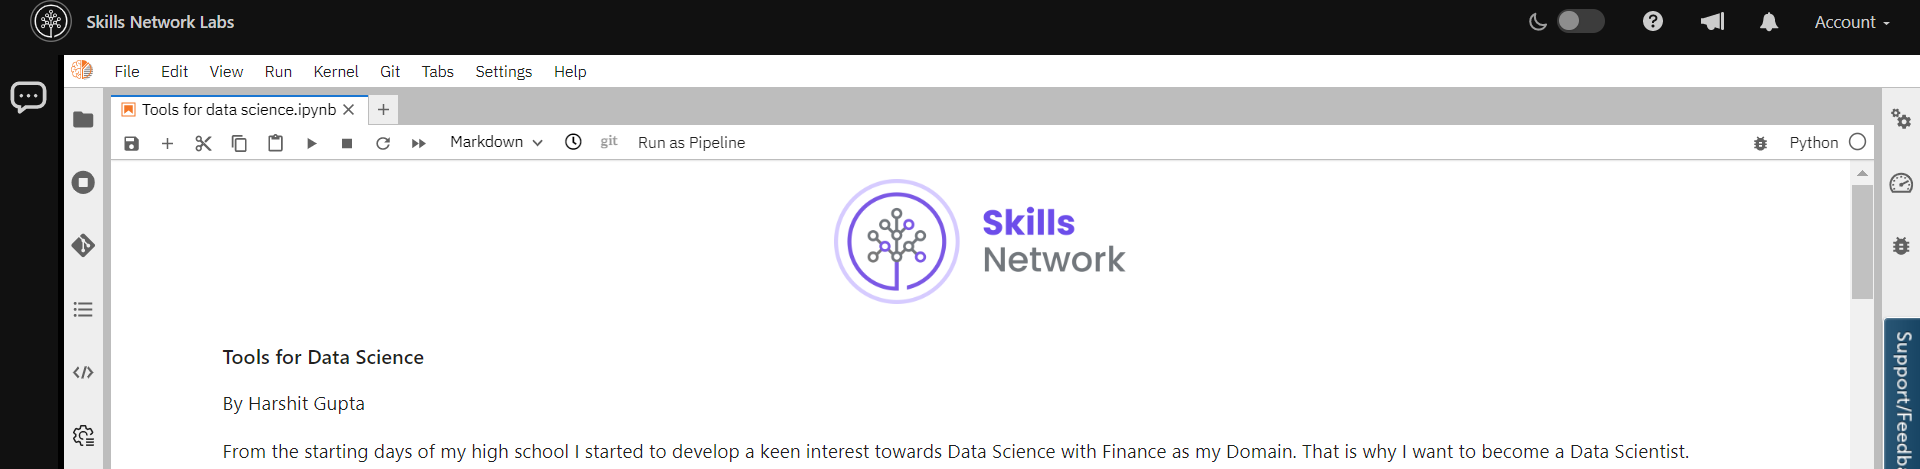 Skills Network Labs
Account
File Edit View Run Kernel Git Tabs Settings Help
Tools for data science.ipynb
Markdown git Run as Pipeline Python
Skills
Network
Tools for Data Science
By Harshit Gupta
From the starting days of my high school I started to develop a keen interest towards Data Science with Finance as my Domain. That is why I want to become a Data Scientist.
Support/Feedb